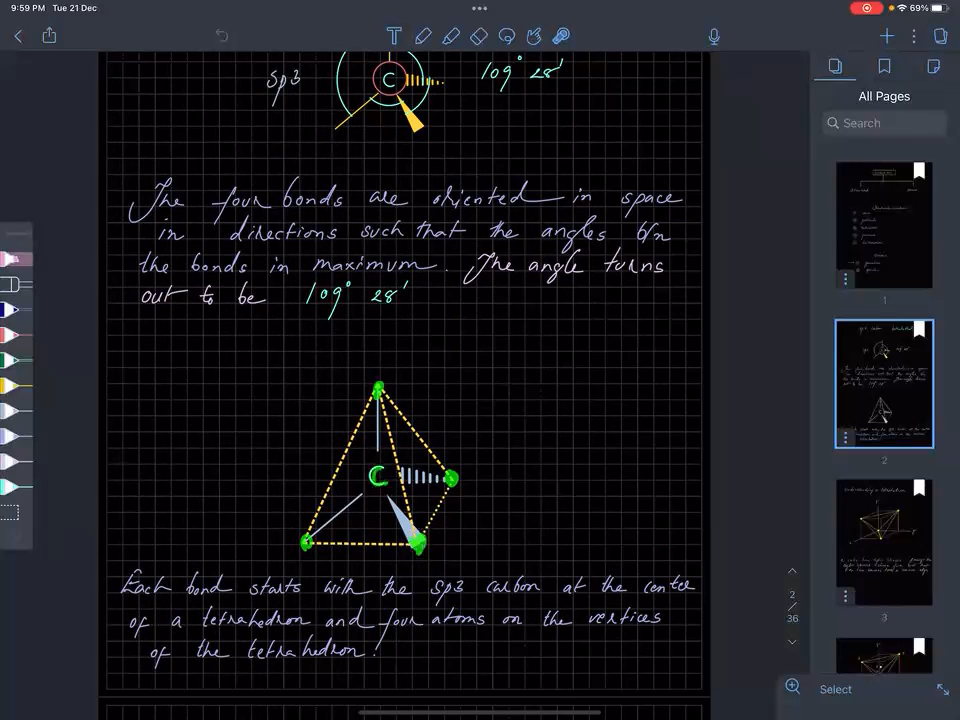 9:59 PM Tue 21 Dec
69%
All Pages
Search
sp3
C
109° 28'
The four bonds are oriented in space
in directions such that the angles b/n
the bonds in maximum. The angle turns
out to be 109° 28'
C
Each bond starts with the sp3 carbon at the center
of a tetrahedron and four atoms on the vertices
of the tetrahedron!
1
2
3
2
/
36
Select